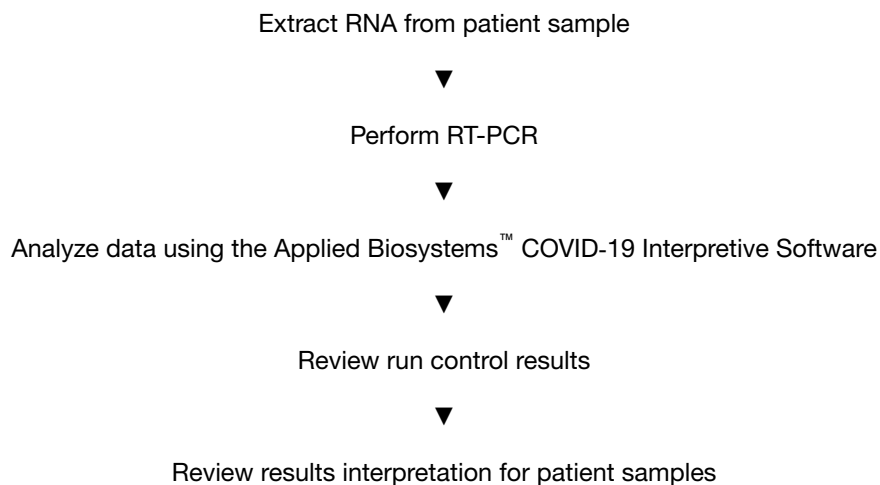 Extract RNA from patient sample
Perform RT-PCR
Analyze data using the Applied Biosystems™ COVID-19 Interpretive Software
Review run control results
Review results interpretation for patient samples